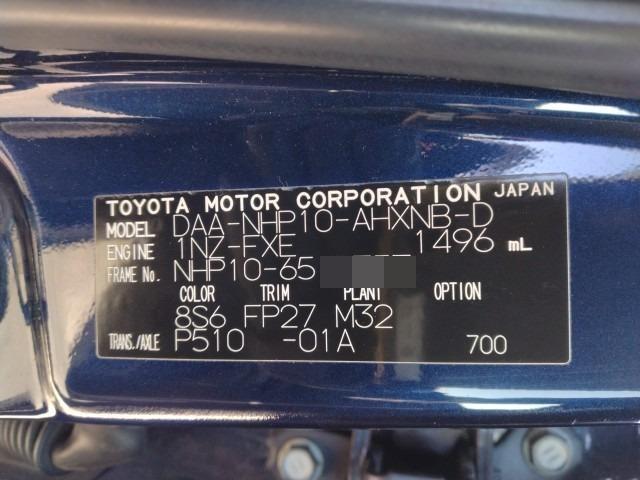 TOYOTA MOTOR CORPORATION JAPAN
MODEL DAA-NHP10-AHXNB-D
ENGINE 1NZ-FXE 1496 mL
FRAME No. NHP10-65
COLOR TRIM PLANT OPTION
8S6 FP27 M32
TRANS./AXLE P510 -01A 700